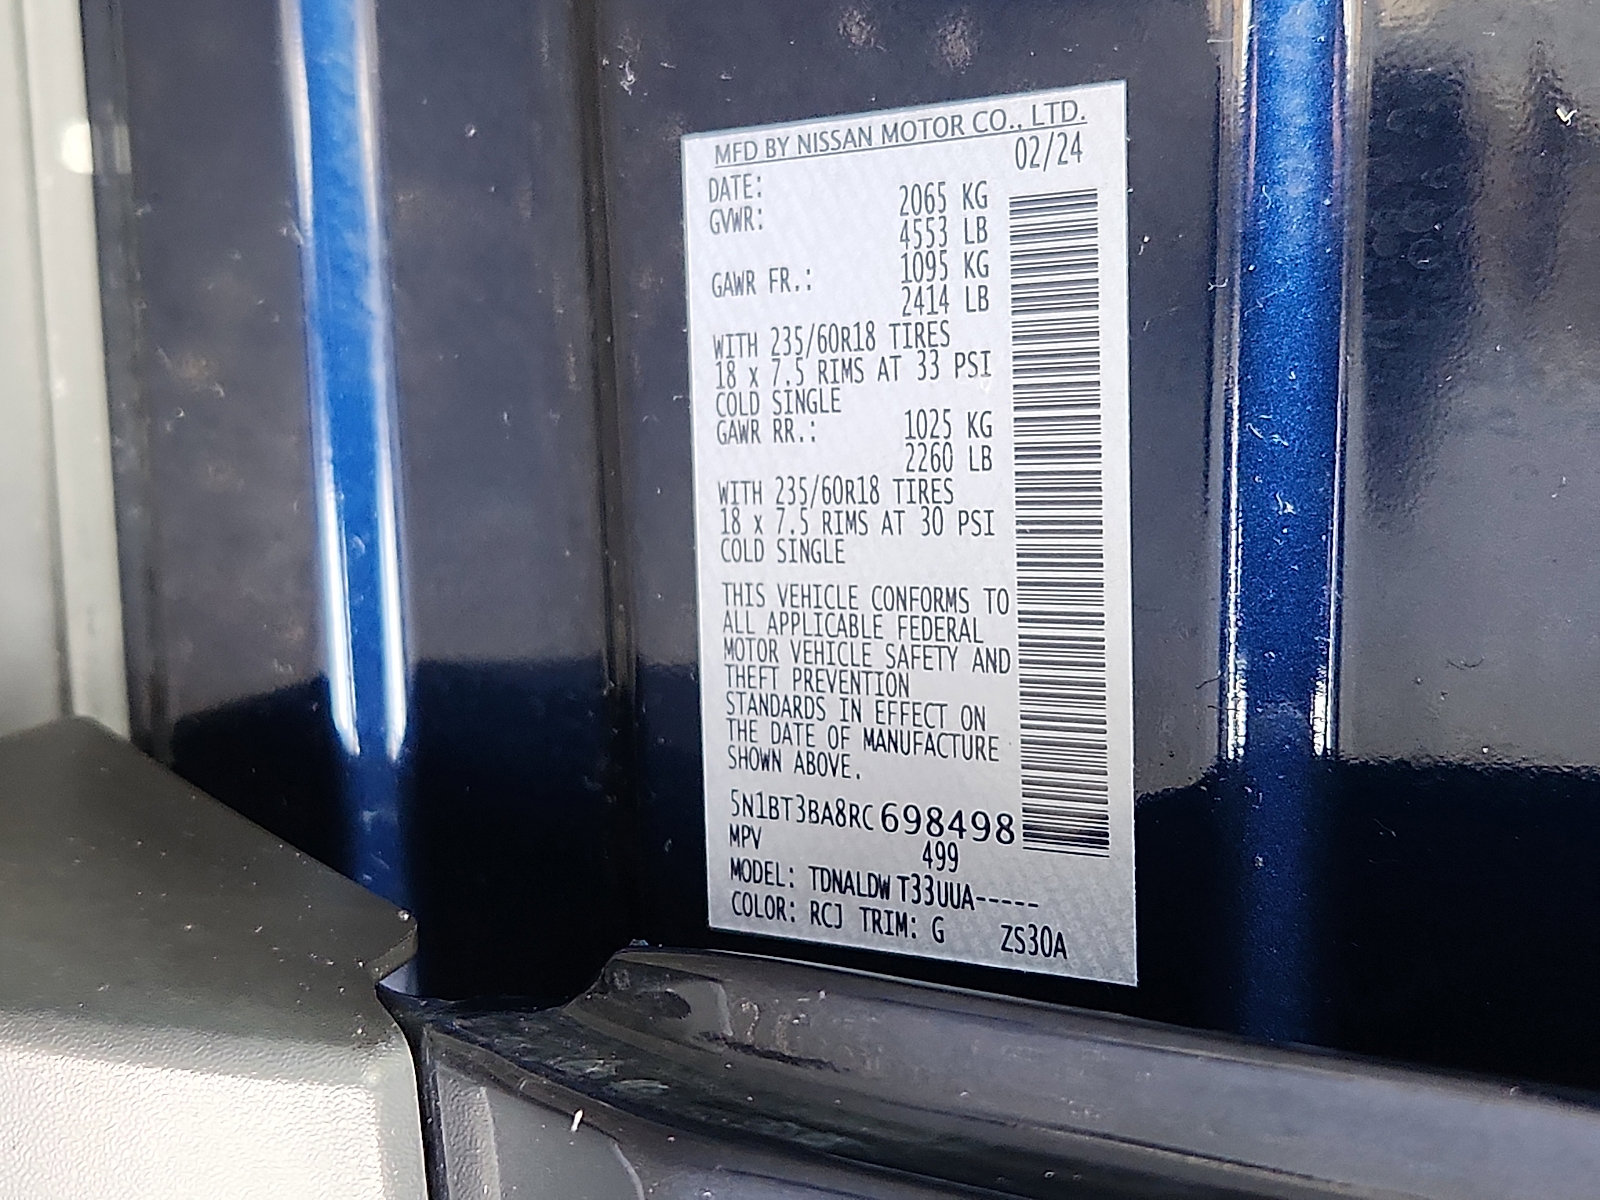 MFD BY NISSAN MOTOR CO., LTD.
DATE: 02/24
GVWR: 2065 KG
4553 LB
GAWR FR.: 1095 KG
2414 LB
WITH 235/60R18 TIRES
18 x 7.5 RIMS AT 33 PSI
COLD SINGLE
GAWR RR.: 1025 KG
2260 LB
WITH 235/60R18 TIRES
18 x 7.5 RIMS AT 30 PSI
COLD SINGLE
THIS VEHICLE CONFORMS TO
ALL APPLICABLE FEDERAL
MOTOR VEHICLE SAFETY AND
THEFT PREVENTION
STANDARDS IN EFFECT ON
THE DATE OF MANUFACTURE
SHOWN ABOVE.
5N1BT3BA8RC698498
MPV 499
MODEL: TDNALDW T33UUA-----
COLOR: RCJ TRIM: G ZS30A